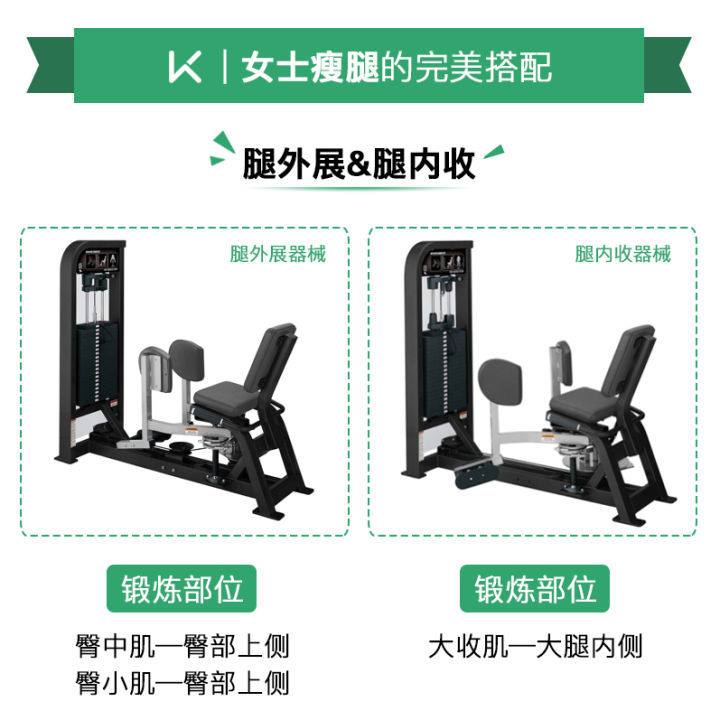 K|女士瘦腿的完美搭配
腿外展&腿内收
腿外展器械
腿内收器械
锻炼部位
锻炼部位
臀中肌—臀部上侧
臀小肌—臀部上侧
大收肌—大腿内侧